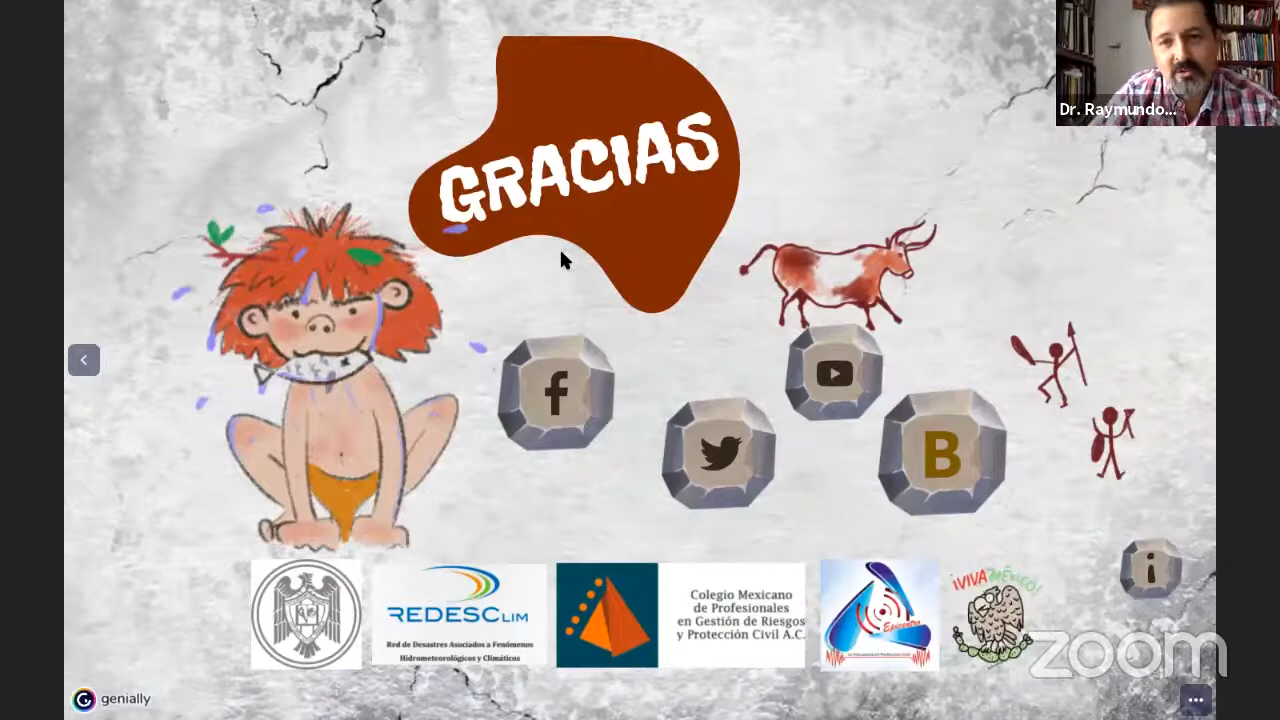 Dr. Raymundo...
GRACIAS
f
B
i
REDESCLIM
Red de Desastres Asociados a Fenómenos
Hidrometeorológicos y Climáticos
Colegio Mexicano
de Profesionales
en Gestión de Riesgos
y Protección Civil A.C.
Epicentro
¡VIVA MÉXICO!
zoom
genially